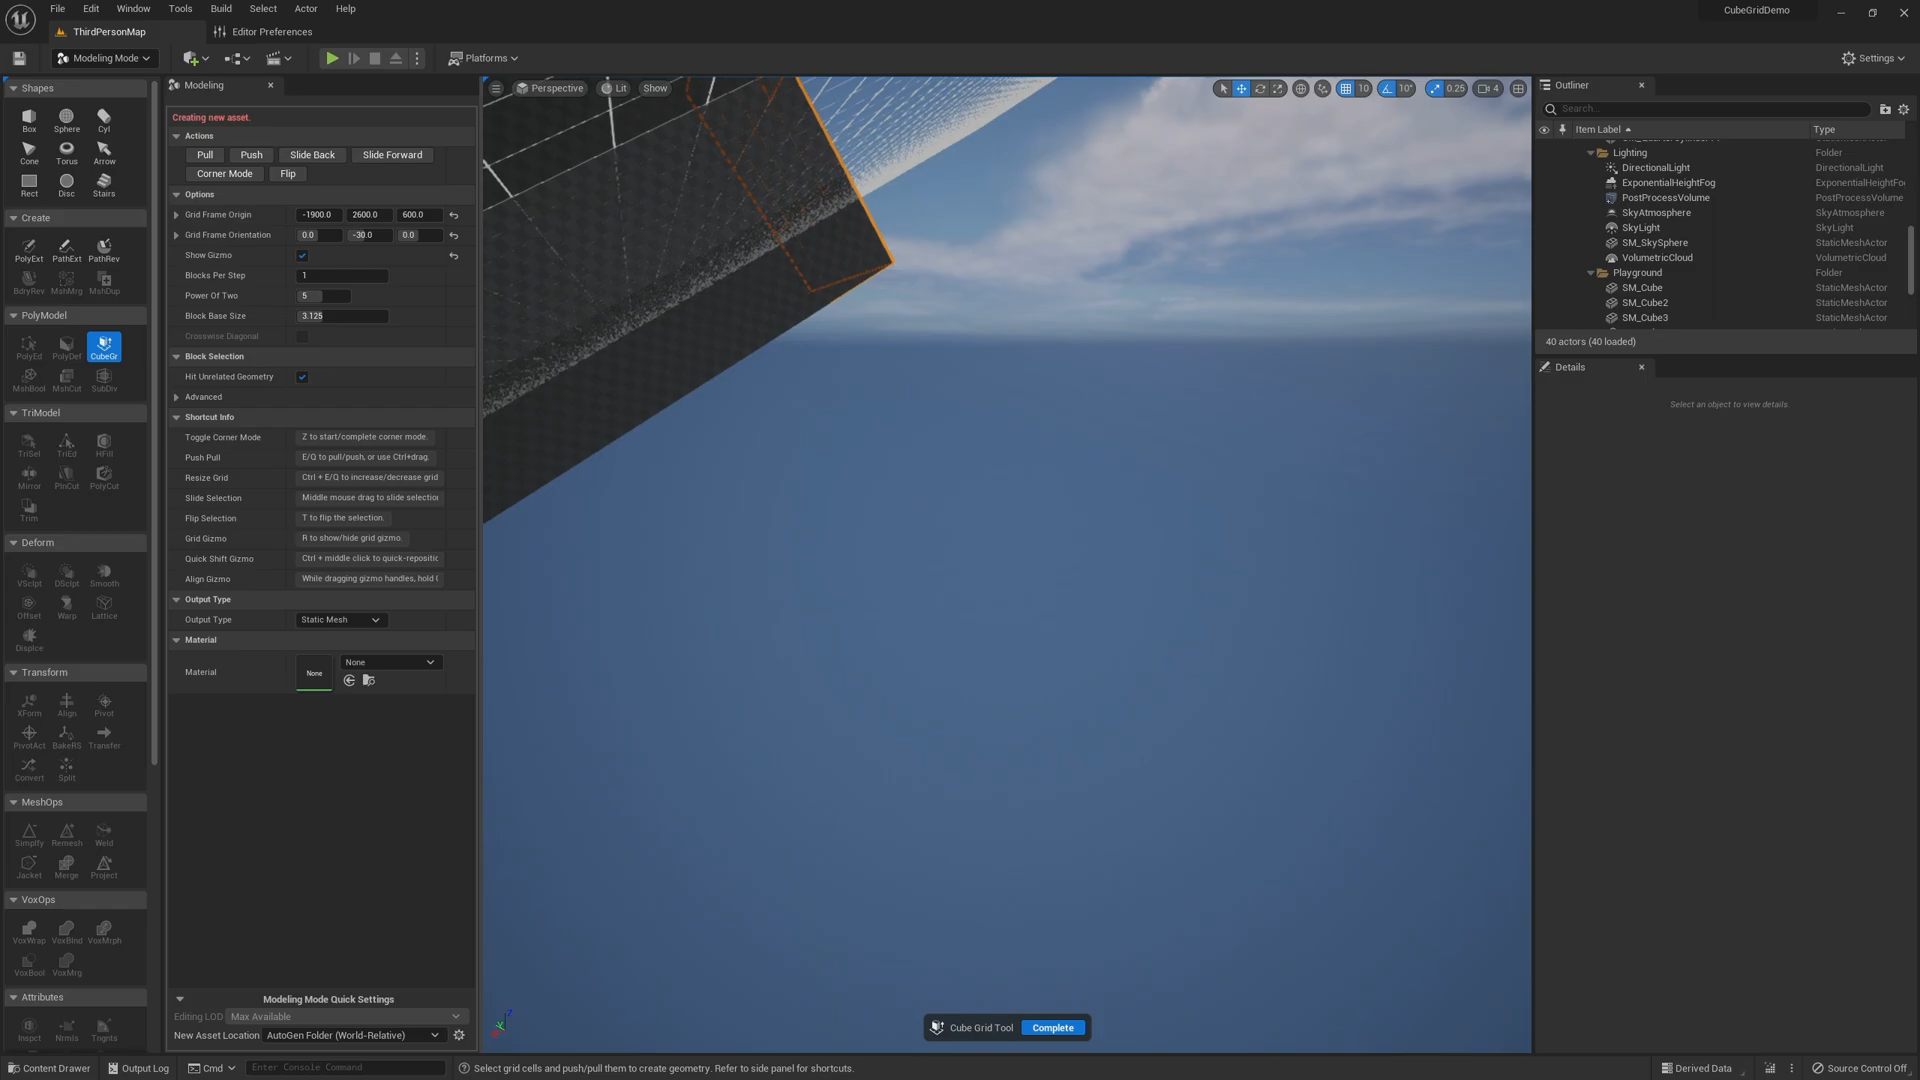 File Edit Window Tools Build Select Actor Help
CubeGridDemo
ThirdPersonMap
Editor Preferences
Modeling Mode
Platforms
Settings
Shapes
Box Sphere Cyl
Cone Torus Arrow
Rect Disc Stairs
Create
PolyExt PathExt PathRev
BdryRev MshMrg MshDup
PolyModel
PolyEd PolyDef CubeGr
MshBool MshCut SubDiv
TriModel
TriSel TriEd HFill
Mirror PlnCut PolyCut
Trim
Deform
VSclpt DSclpt Smooth
Offset Warp Lattice
Displce
Transform
XForm Align Pivot
PivotAct BakeRS Transfer
Convert Split
MeshOps
Simplfy Remesh Weld
Jacket Merge Project
VoxOps
VoxWrap VoxBlnd VoxMrph
VoxBool VoxMrg
Attributes
Inspct Nrmls Tngnts
Modeling
Creating new asset.
Actions
Pull Push Slide Back Slide Forward
Corner Mode Flip
Options
Grid Frame Origin -1900.0 2600.0 600.0
Grid Frame Orientation 0.0 -30.0 0.0
Show Gizmo
Blocks Per Step 1
Power Of Two 5
Block Base Size 3.125
Crosswise Diagonal
Block Selection
Hit Unrelated Geometry
Advanced
Shortcut Info
Toggle Corner Mode Z to start/complete corner mode.
Push Pull E/Q to pull/push, or use Ctrl+drag.
Resize Grid Ctrl + E/Q to increase/decrease grid
Slide Selection Middle mouse drag to slide selection
Flip Selection T to flip the selection.
Grid Gizmo R to show/hide grid gizmo.
Quick Shift Gizmo Ctrl + middle click to quick-repositic
Align Gizmo While dragging gizmo handles, hold C
Output Type
Output Type Static Mesh
Material
Material None None
Modeling Mode Quick Settings
Editing LOD Max Available
New Asset Location AutoGen Folder (World-Relative)
Perspective Lit Show
10 10° 0.25 4
Z
Cube Grid Tool Complete
Outliner
Search...
Item Label Type
Lighting Folder
DirectionalLight DirectionalLight
ExponentialHeightFog ExponentialHeightFo
PostProcessVolume PostProcessVolume
SkyAtmosphere SkyAtmosphere
SkyLight SkyLight
SM_SkySphere StaticMeshActor
VolumetricCloud VolumetricCloud
Playground Folder
SM_Cube StaticMeshActor
SM_Cube2 StaticMeshActor
SM_Cube3 StaticMeshActor
40 actors (40 loaded)
Details
Select an object to view details.
Content Drawer Output Log Cmd Enter Console Command
Select grid cells and push/pull them to create geometry. Refer to side panel for shortcuts.
Derived Data Source Control Off